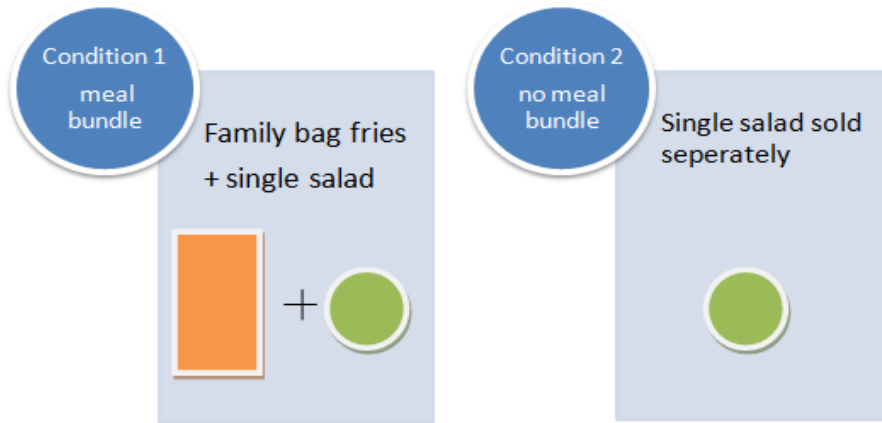 Condition 1
meal
bundle
Family bag fries
+ single salad
+
Condition 2
no meal
bundle
Single salad sold
seperately